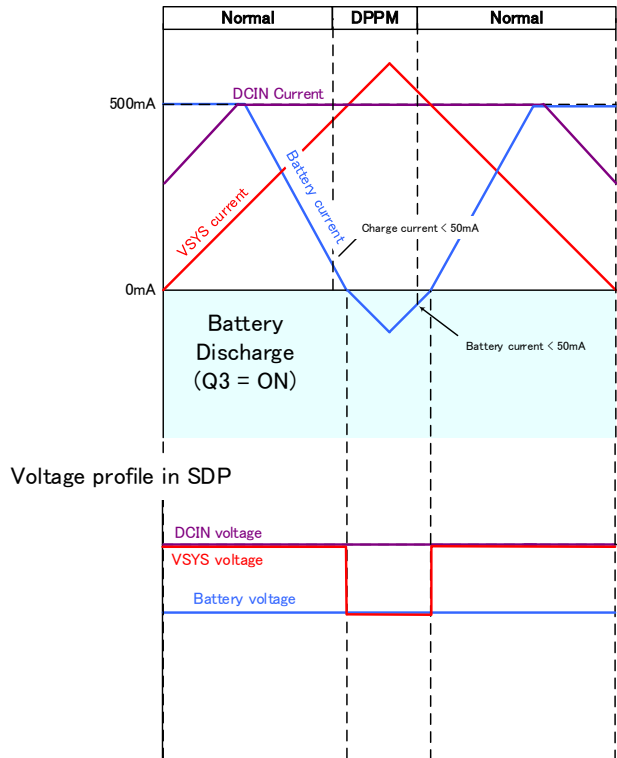 Normal DPPM Normal
DCIN Current
500mA
Battery current
VSYS current
Charge current < 50mA
0mA
Battery
Discharge
(Q3 = ON)
Battery current < 50mA
Voltage profile in SDP
DCIN voltage
VSYS voltage
Battery voltage